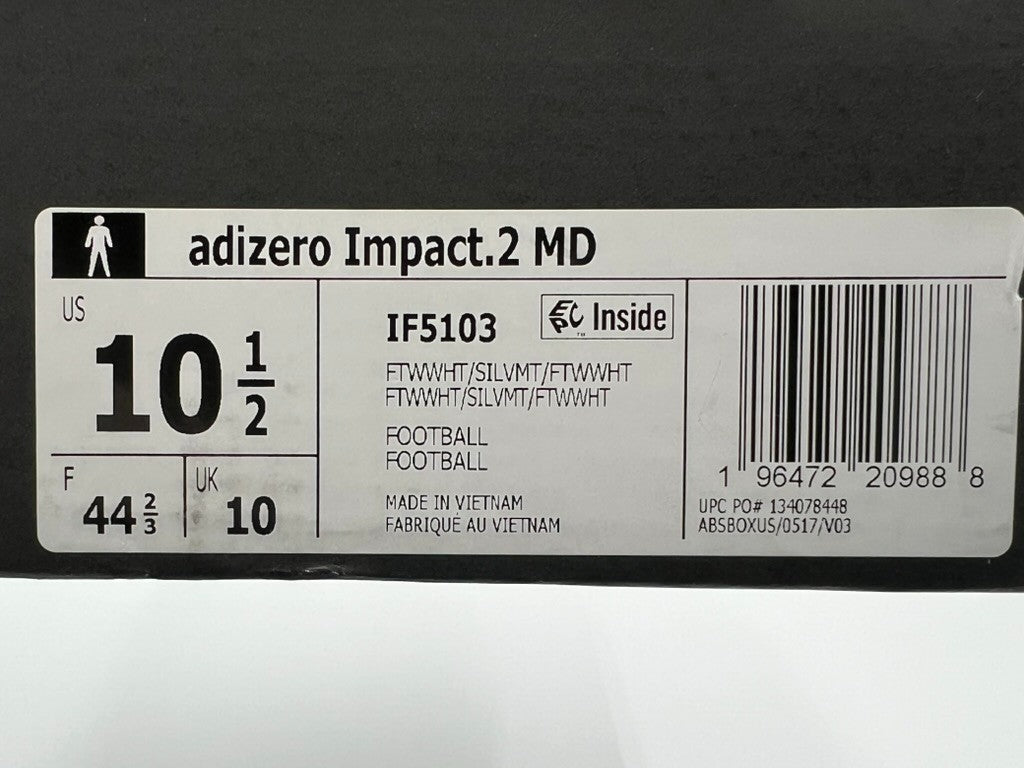 adizero Impact.2 MD
US
10 1/2
F
44 2/3
UK
10
IF5103
EPC Inside
™
FTWWHT/SILVMT/FTWWHT
FTWWHT/SILVMT/FTWWHT
FOOTBALL
FOOTBALL
MADE IN VIETNAM
FABRIQUÉ AU VIETNAM
1 96472 20988 8
UPC PO# 134078448
ABSBOXUS/0517/V03